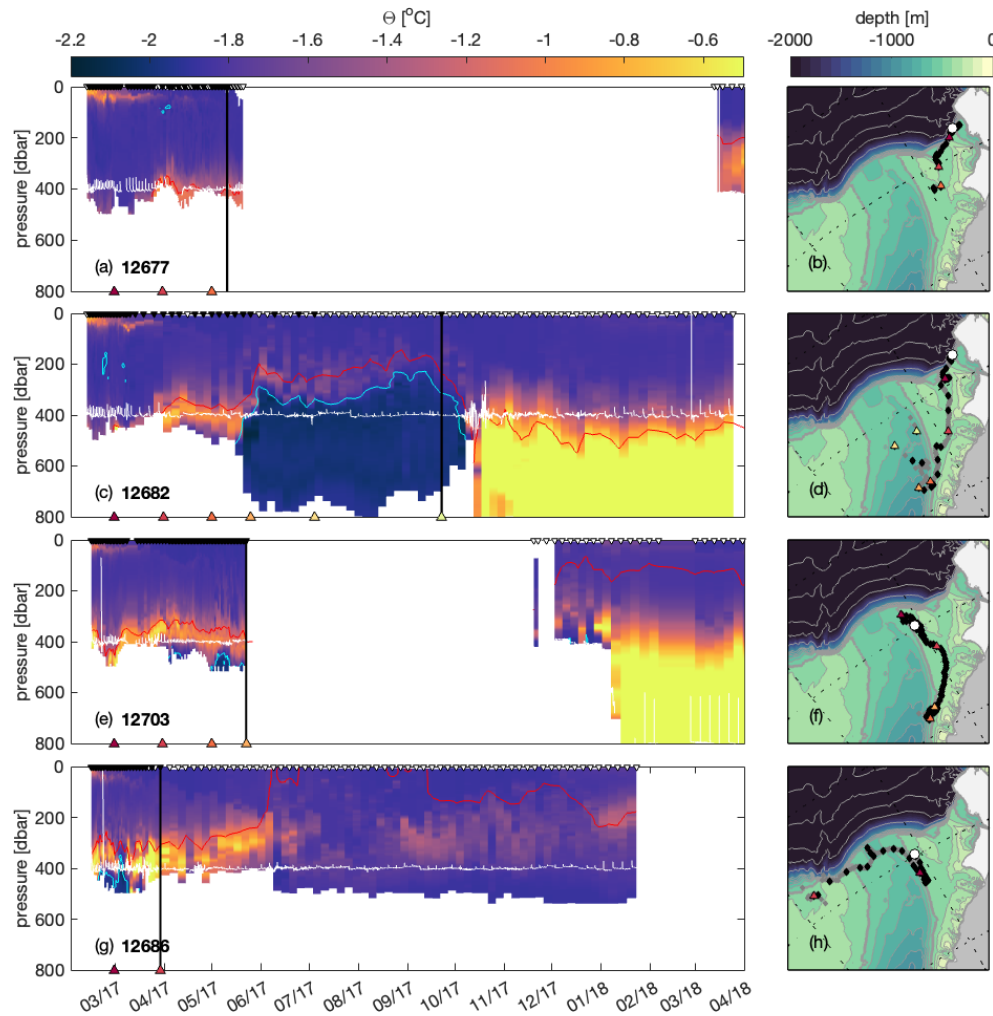 Θ [°C]
depth [m]
-2.2 -2 -1.8 -1.6 -1.4 -1.2 -1 -0.8 -0.6
-2000 -1000 0
0
200
400
600
800
pressure [dbar]
(a) 12677
(b)
0
200
400
600
800
pressure [dbar]
(c) 12682
(d)
0
200
400
600
800
pressure [dbar]
(e) 12703
(f)
0
200
400
600
800
pressure [dbar]
(g) 12686
(h)
03/17 04/17 05/17 06/17 07/17 08/17 09/17 10/17 11/17 12/17 01/18 02/18 03/18 04/18